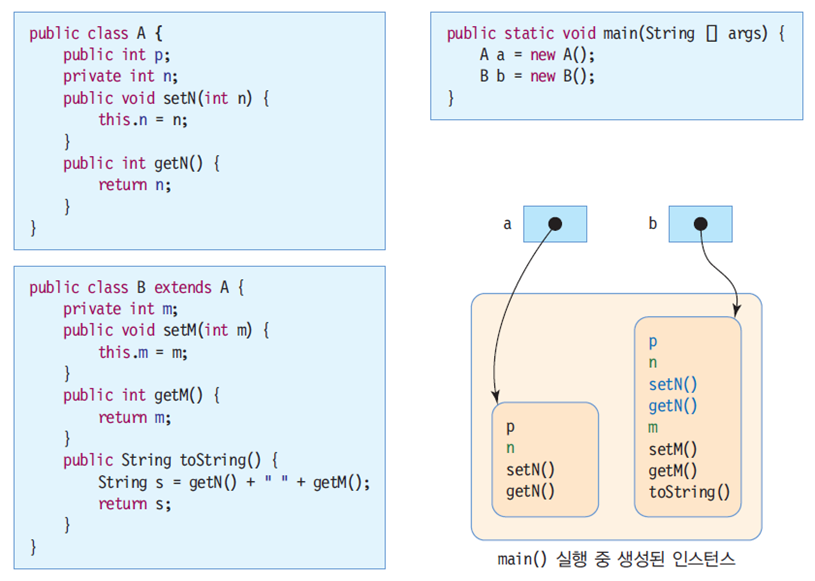 public class A {
public int p;
private int n;
public void setN(int n) {
this.n = n;
}
public int getN() {
return n;
}
}
public class B extends A {
private int m;
public void setM(int m) {
this.m = m;
}
public int getM() {
return m;
}
public String toString() {
String s = getN() + " " + getM();
return s;
}
}
public static void main(String [] args) {
A a = new A();
B b = new B();
}
a
b
p
n
setN()
getN()
p
n
setN()
getN()
m
setM()
getM()
toString()
main() 실행 중 생성된 인스턴스